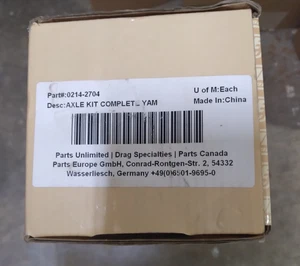 Part#:0214-2704 U of M:Each
Desc:AXLE KIT COMPLETE YAM Made In:China
Parts Unlimited | Drag Specialties | Parts Canada
Parts Europe GmbH, Conrad-Rontgen-Str. 2, 54332
Wasserliesch, Germany +49(0)6501-9695-0